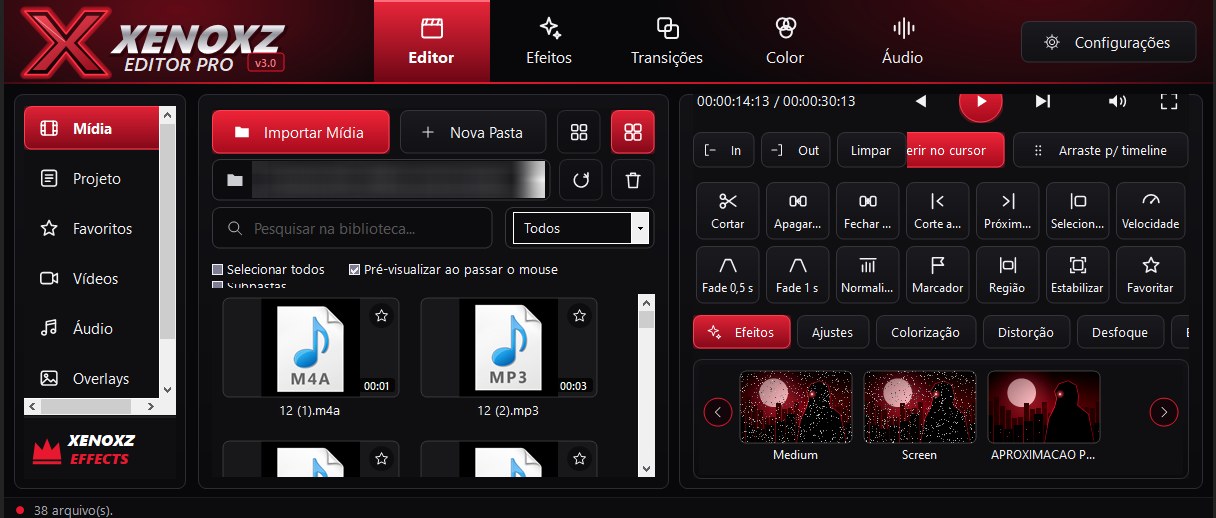 XENOXZ
EDITOR PRO v3.0
Editor
Efeitos
Transições
Color
Áudio
Configurações
Mídia
Projeto
Favoritos
Vídeos
Áudio
Overlays
XENOXZ
EFFECTS
Importar Mídia
Nova Pasta
Pesquisar na biblioteca...
Todos
Selecionar todos
Pré-visualizar ao passar o mouse
Subpastas
M4A
00:01
12 (1).m4a
MP3
00:03
12 (2).mp3
00:00:14:13 / 00:00:30:13
In
Out
Limpar
erir no cursor
Arraste p/ timeline
Cortar
Apagar...
Fechar ...
Corte a...
Próxim...
Selecion...
Velocidade
Fade 0,5 s
Fade 1 s
Normali...
Marcador
Região
Estabilizar
Favoritar
Efeitos
Ajustes
Colorização
Distorção
Desfoque
Medium
Screen
APROXIMACAO P...
38 arquivo(s).